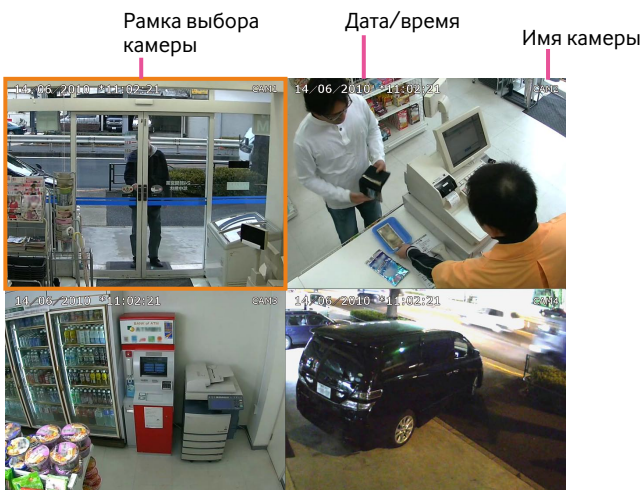 Рамка выбора
камеры
Дата/время
Имя камеры
14/06/2010 *11:02:21 CAM1
14/06/2010 *11:02:21 CAM2
14/06/2010 *11:02:21 CAM3
14/06/2010 *11:02:21 CAM4